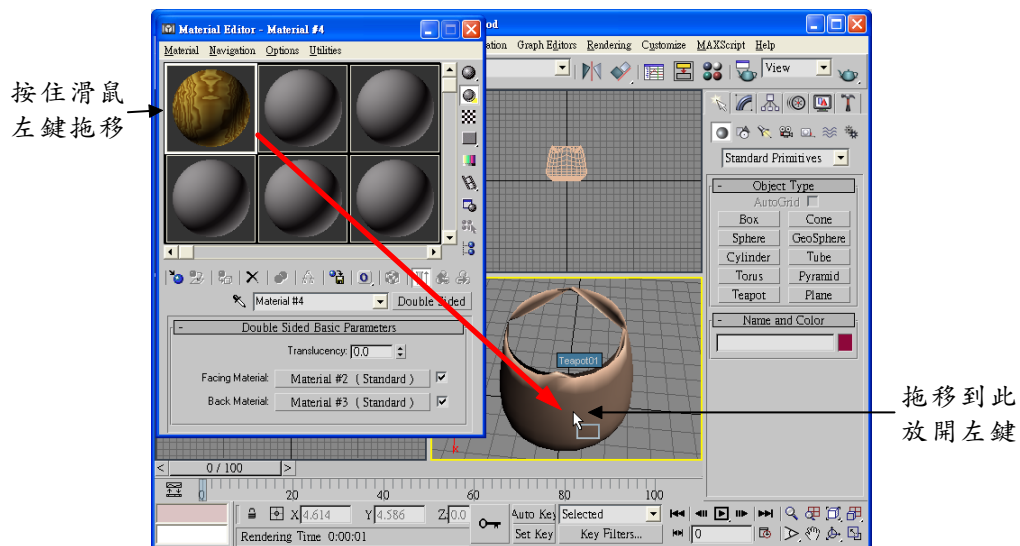 Material Editor - Material #4
Material Navigation Options Utilities
按住滑鼠
左鍵拖移
Material #4
Double Sided
Double Sided Basic Parameters
Translucency: 0.0
Facing Material: Material #2 ( Standard )
Back Material: Material #3 ( Standard )
Graph Editors Rendering Customize MAXScript Help
View
Standard Primitives
- Object Type
AutoGrid
Box Cone
Sphere GeoSphere
Cylinder Tube
Torus Pyramid
Teapot Plane
- Name and Color
Teapot01
拖移到此
放開左鍵
< 0 / 100 >
0 20 40 60 80 100
X 4.614 Y 4.586 Z 0.0
Auto Key Selected
Rendering Time 0:00:01
Set Key Key Filters...
0